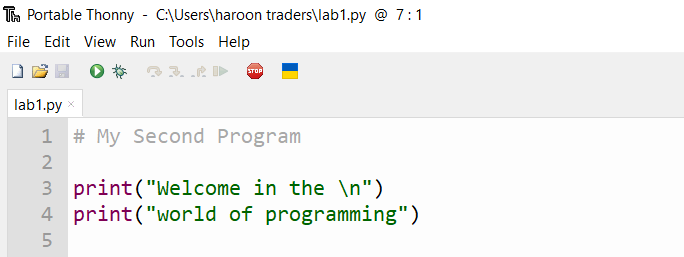 Portable Thonny - C:\Users\haroon traders\lab1.py @ 7 : 1
File Edit View Run Tools Help
STOP
lab1.py ×
1 # My Second Program
2
3 print("Welcome in the \n")
4 print("world of programming")
5